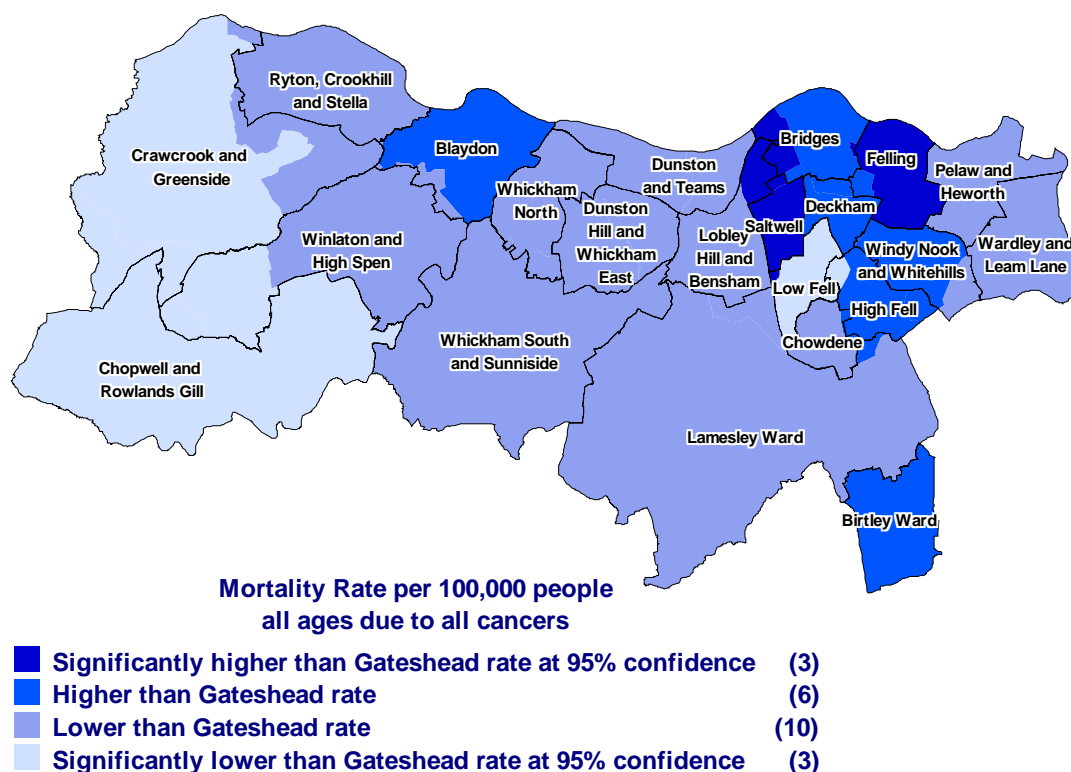 Ryton, Crookhill
and Stella
Crawcrook and
Greenside
Blaydon
Whickham
North
Dunston
and Teams
Bridges
Felling
Pelaw and
Heworth
Dunston
Hill and
Whickham
East
Lobley
Hill and
Bensham
Saltwell
Deckham
Wardley and
Leam Lane
Winlaton and
High Spen
Windy Nook
and Whitehills
Low Fell
High Fell
Chowdene
Whickham South
and Sunniside
Chopwell and
Rowlands Gill
Lamesley Ward
Birtley Ward
Mortality Rate per 100,000 people
all ages due to all cancers
Significantly higher than Gateshead rate at 95% confidence (3)
Higher than Gateshead rate (6)
Lower than Gateshead rate (10)
Significantly lower than Gateshead rate at 95% confidence (3)